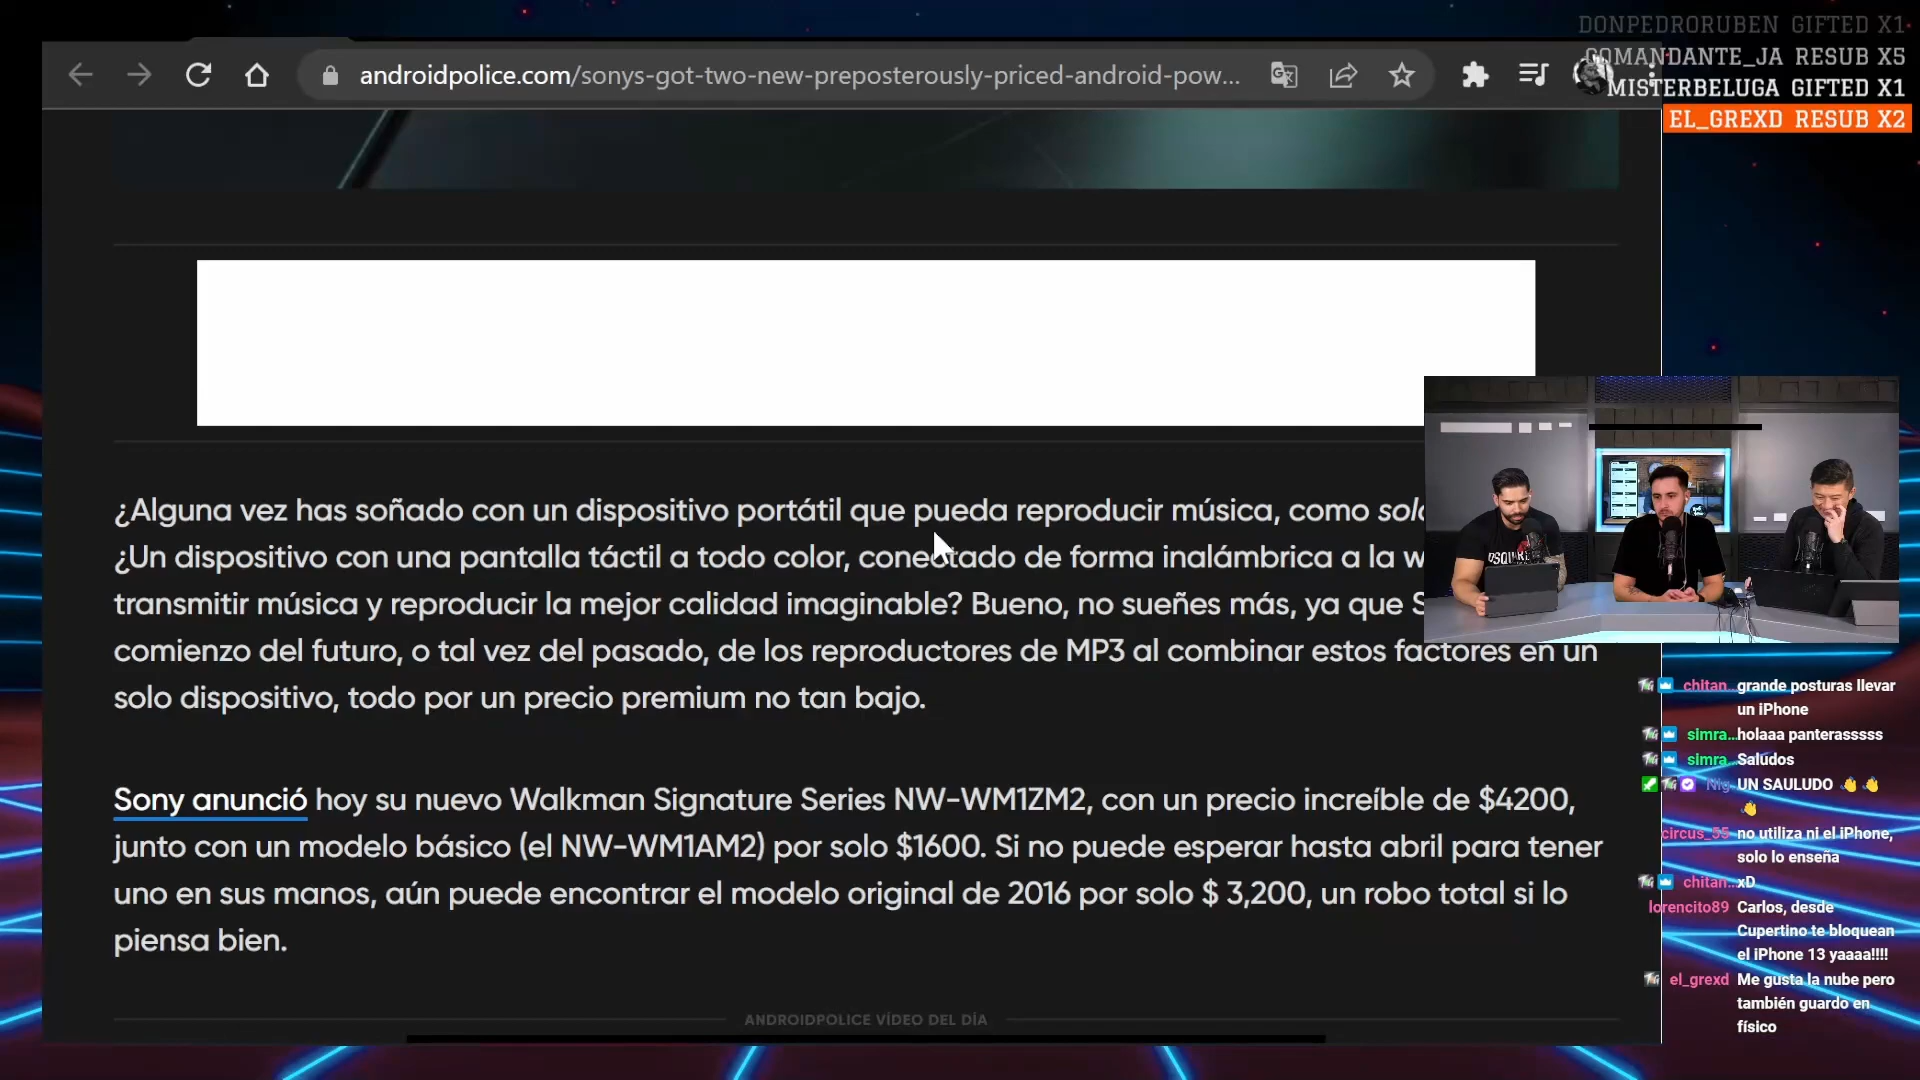 DONPEDRORUBEN GIFTED X1
COMANDANTE_JA RESUB X5
MISTERBELUGA GIFTED X1
EL_GREXD RESUB X2
androidpolice.com/sonys-got-two-new-preposterously-priced-android-pow...
¿Alguna vez has soñado con un dispositivo portátil que pueda reproducir música, como
¿Un dispositivo con una pantalla táctil a todo color, conectado de forma inalámbrica a la
transmitir música y reproducir la mejor calidad imaginable? Bueno, no sueñes más, ya que
comienzo del futuro, o tal vez del pasado, de los reproductores de MP3 al combinar estos factores en un
solo dispositivo, todo por un precio premium no tan bajo.
Sony anunció hoy su nuevo Walkman Signature Series NW-WM1ZM2, con un precio increíble de $4200,
junto con un modelo básico (el NW-WM1AM2) por solo $1600. Si no puede esperar hasta abril para tener
uno en sus manos, aún puede encontrar el modelo original de 2016 por solo $ 3,200, un robo total si lo
piensa bien.
ANDROIDPOLICE VÍDEO DEL DÍA
chitan... grande posturas llevar
un iPhone
simra... holaaa panterasssss
simra... Saludos
UN SAULUDO
circus_55 no utiliza ni el iPhone,
solo lo enseña
chitan... xD
lorencito89 Carlos, desde
Cupertino te bloquean
el iPhone 13 yaaaa!!!!
el_grexd Me gusta la nube pero
también guardo en
físico